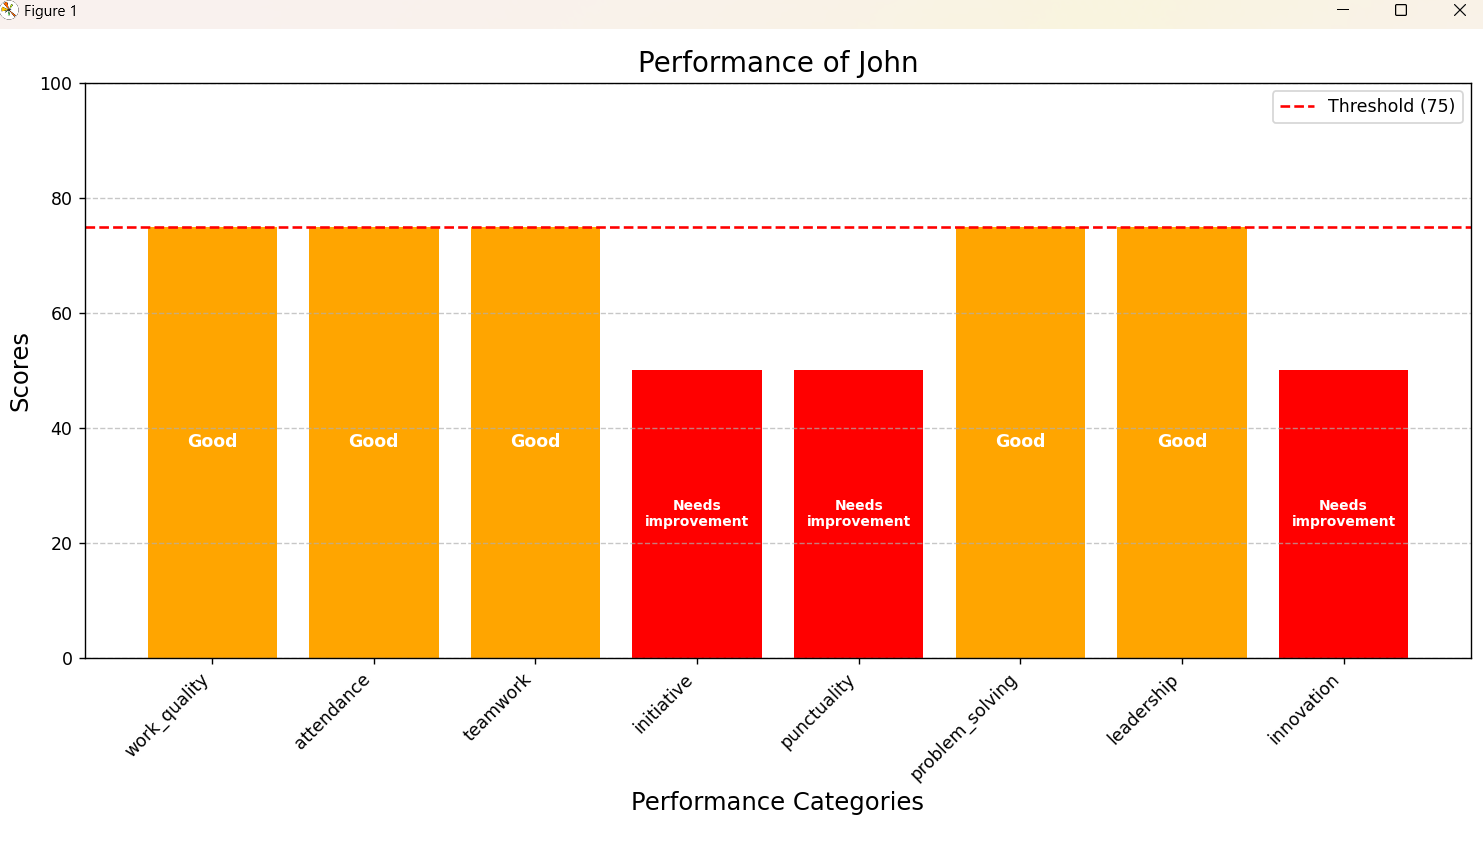 Figure 1
Performance of John
100
80
60
40
20
0
Scores
Threshold (75)
Good
Good
Good
Needs
improvement
Needs
improvement
Good
Good
Needs
improvement
work_quality
attendance
teamwork
initiative
punctuality
problem_solving
leadership
innovation
Performance Categories